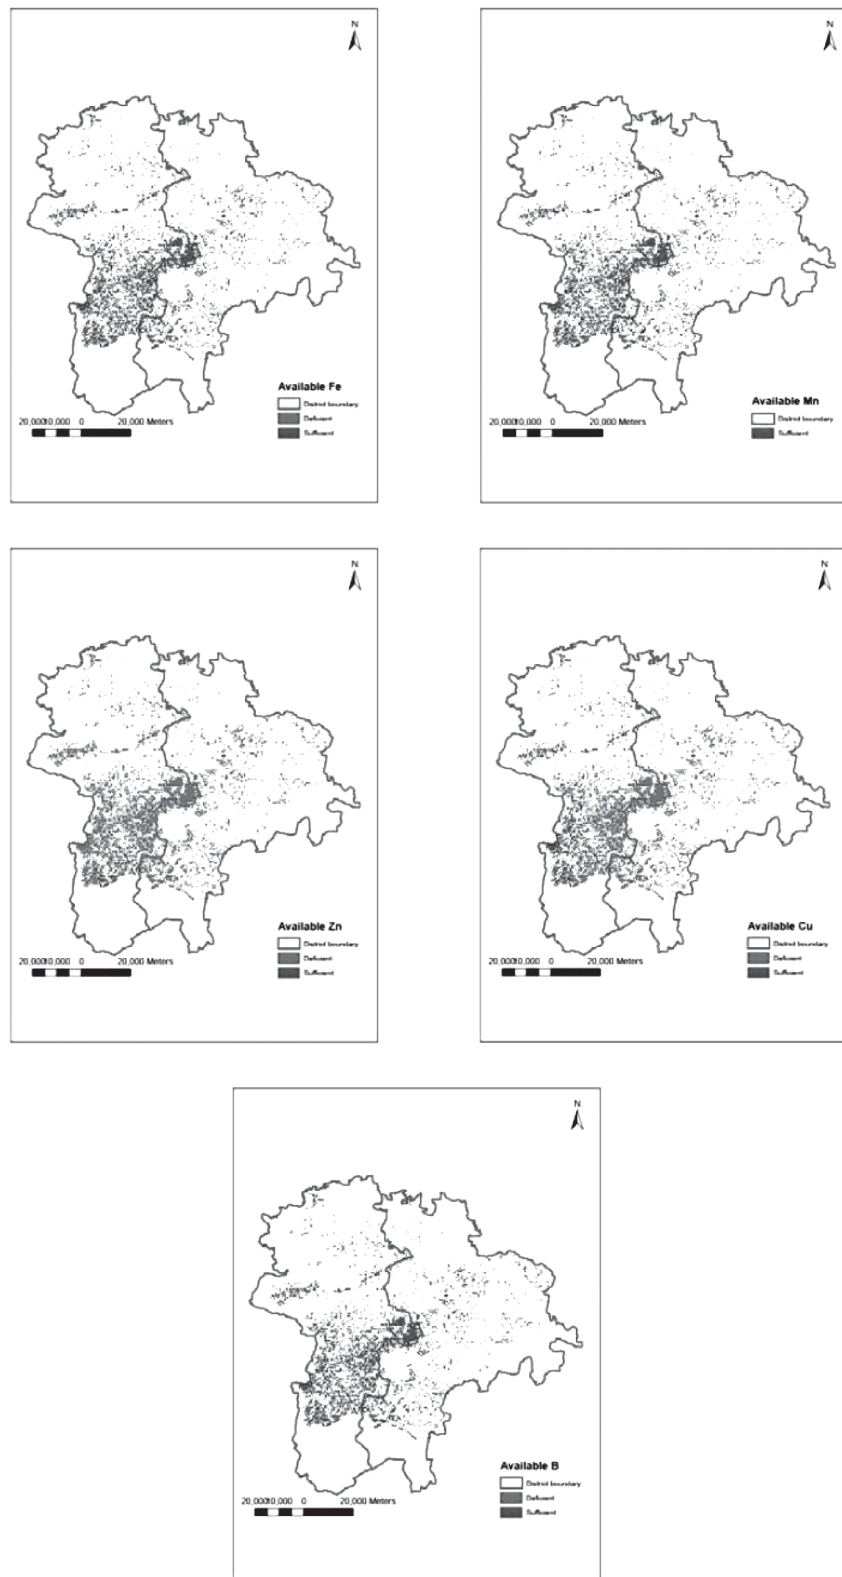 N
N
Available Fe
District boundary
Deficient
Sufficient
20,000 10,000 0 20,000 Meters
Available Mn
District boundary
Sufficient
20,000 10,000 0 20,000 Meters
N
N
Available Zn
District boundary
Deficient
Sufficient
20,000 10,000 0 20,000 Meters
Available Cu
District boundary
Deficient
Sufficient
20,000 10,000 0 20,000 Meters
N
Available B
District boundary
Deficient
Sufficient
20,000 10,000 0 20,000 Meters